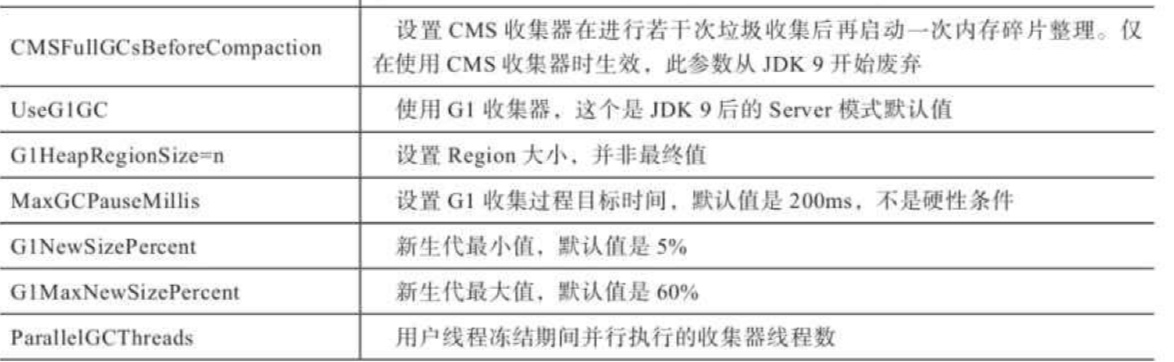 CMSFullGCsBeforeCompaction
设置 CMS 收集器在进行若干次垃圾收集后再启动一次内存碎片整理。仅
在使用 CMS 收集器时生效，此参数从 JDK 9 开始废弃
UseG1GC
使用 G1 收集器，这个是 JDK 9 后的 Server 模式默认值
G1HeapRegionSize=n
设置 Region 大小，并非最终值
MaxGCPauseMillis
设置 G1 收集过程目标时间，默认值是 200ms，不是硬性条件
G1NewSizePercent
新生代最小值，默认值是 5%
G1MaxNewSizePercent
新生代最大值，默认值是 60%
ParallelGCThreads
用户线程冻结期间并行执行的收集器线程数